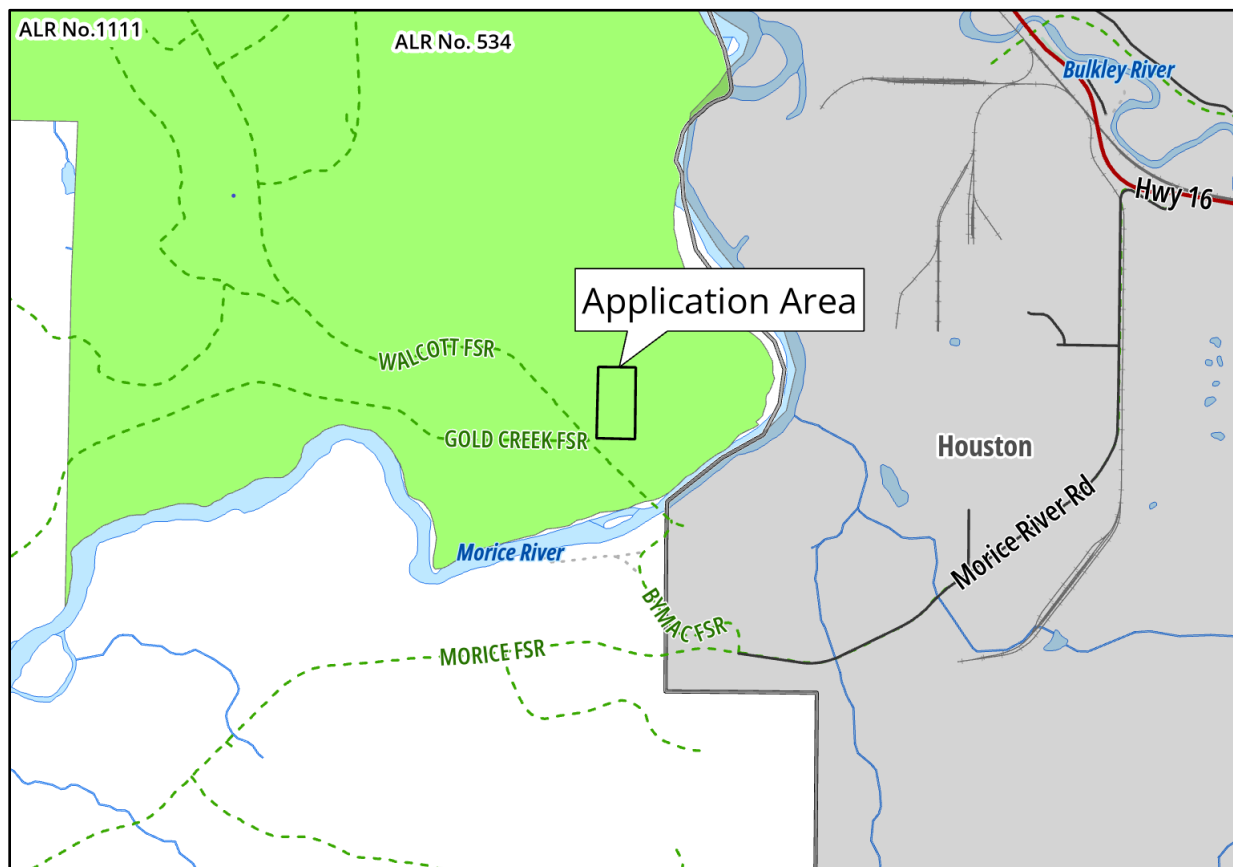 ALR No.1111
ALR No. 534
Bulkley River
Hwy 16
Application Area
WALCOTT FSR
GOLD CREEK FSR
Houston
Morice River Rd
Morice River
BYMAC FSR
MORICE FSR